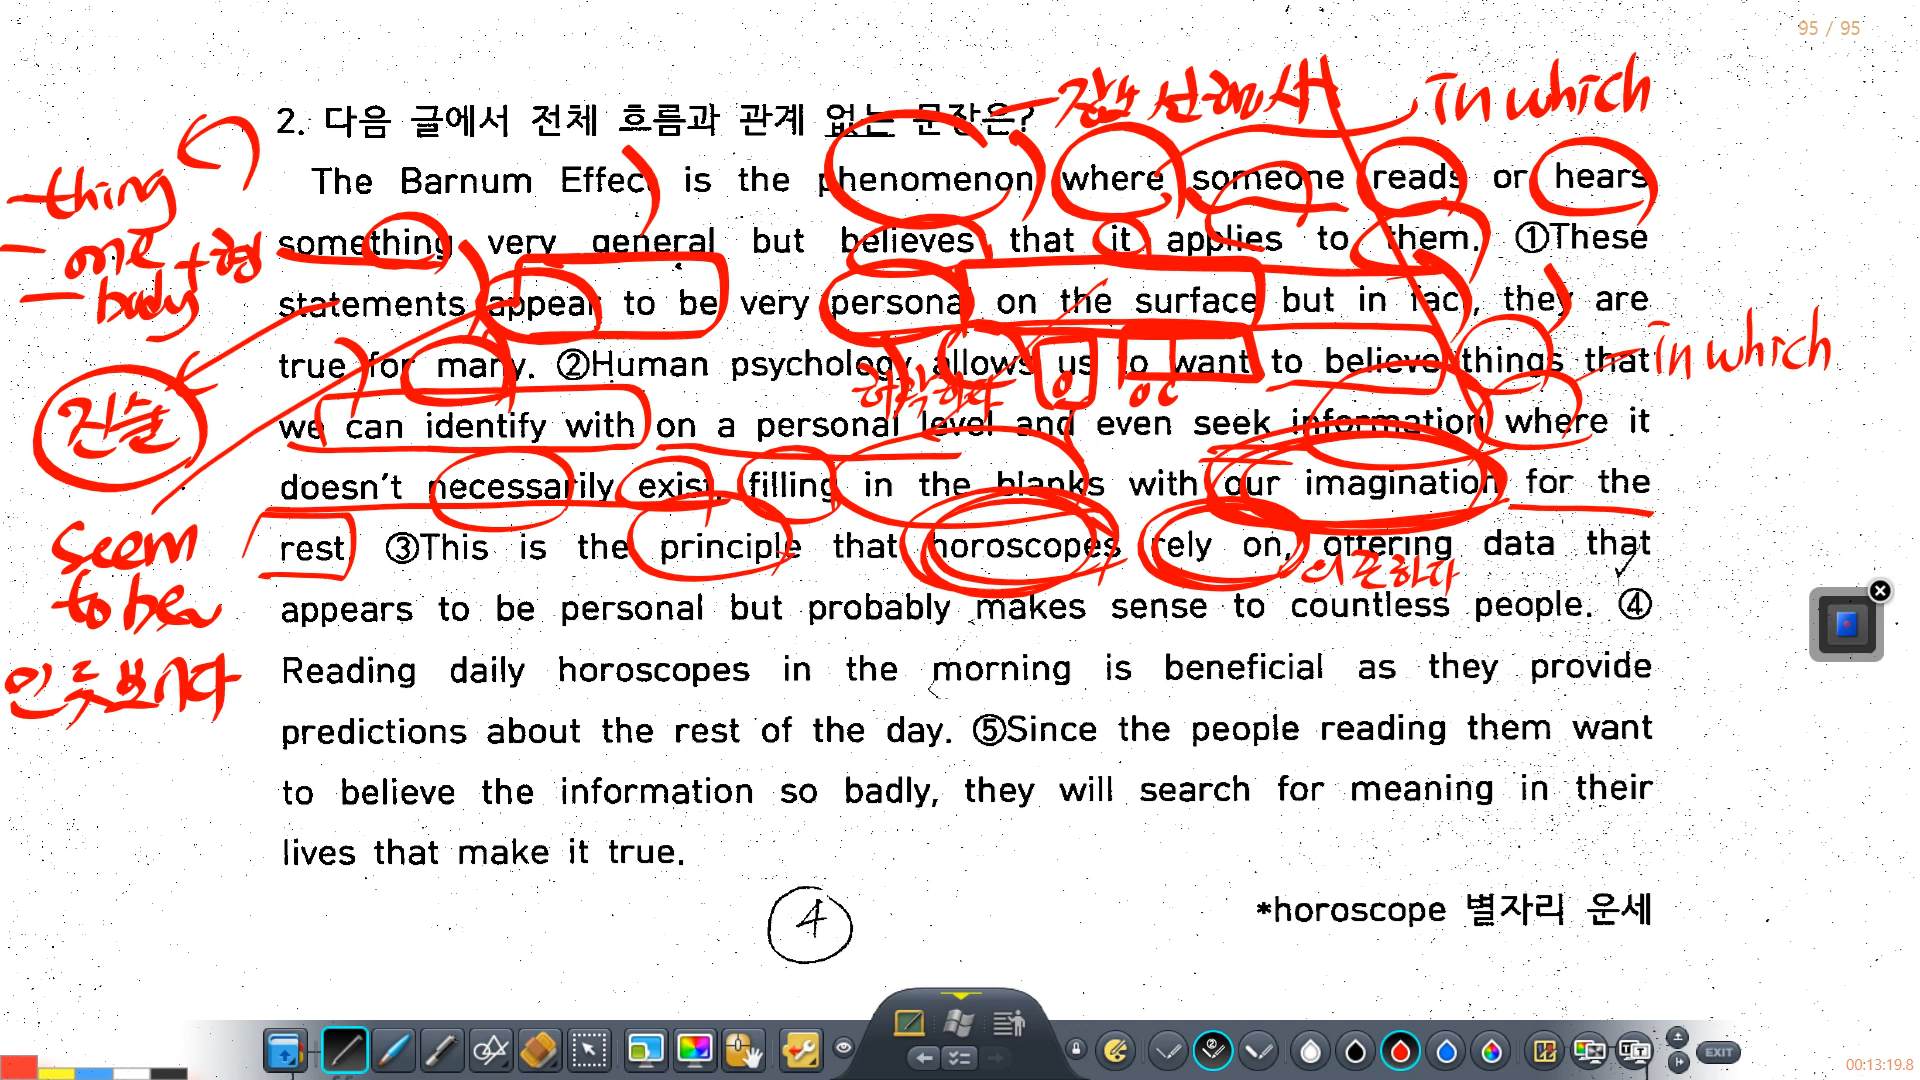 95 / 95
2. 다음 글에서 전체 흐름과 관계 없는 문장은?
장소 선행사
in which
The Barnum Effect is the phenomenon where someone reads or hears
-thing
something very general but believes that it applies to them. ①These
-one
-body
+형
statements appear to be very personal on the surface but in fact, they are
true for many. ②Human psychology allows us to want to believe things that
in which
허락하다
진술
we can identify with on a personal level and even seek information where it
doesn't necessarily exist, filling in the blanks with our imagination for the
rest. ③This is the principle that horoscopes rely on, offering data that
seem
to be
의존하다
appears to be personal but probably makes sense to countless people. ④
Reading daily horoscopes in the morning is beneficial as they provide
인듯보이다
predictions about the rest of the day. ⑤Since the people reading them want
to believe the information so badly, they will search for meaning in their
lives that make it true.
*horoscope 별자리 운세
4
EXIT
00:13:19.8